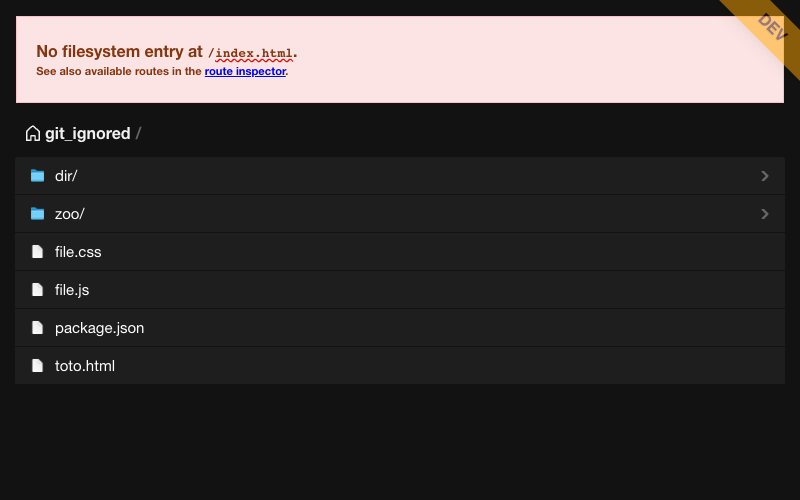 No filesystem entry at /index.html.
See also available routes in the route inspector.
DEV
git_ignored /
dir/
zoo/
file.css
file.js
package.json
toto.html